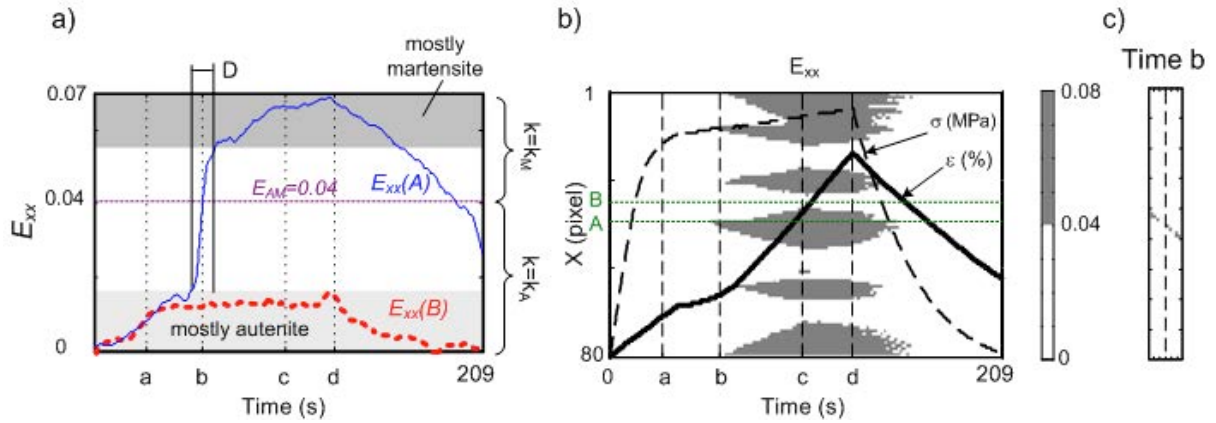 a)
D
mostly
martensite
0.07
0.04
0
E_xx
E_AM=0.04
E_xx(A)
E_xx(B)
mostly autenite
k=k_M
k=k_A
a
b
c
d
209
Time (s)
b)
E_xx
1
80
X (pixel)
B
A
σ (MPa)
ε (%)
0
a
b
c
d
209
Time (s)
0.08
0.04
0
c)
Time b